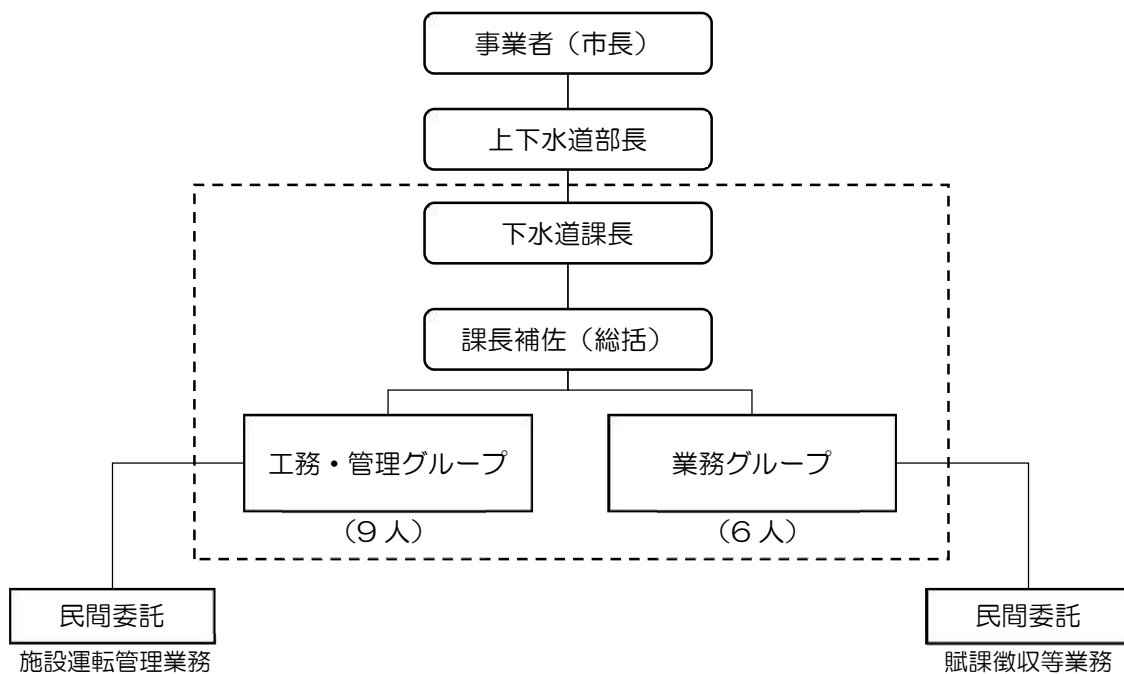 事業者（市長）
上下水道部長
下水道課長
課長補佐（総括）
工務・管理グループ
業務グループ
（9人）
（6人）
民間委託
民間委託
施設運転管理業務
賦課徴収等業務